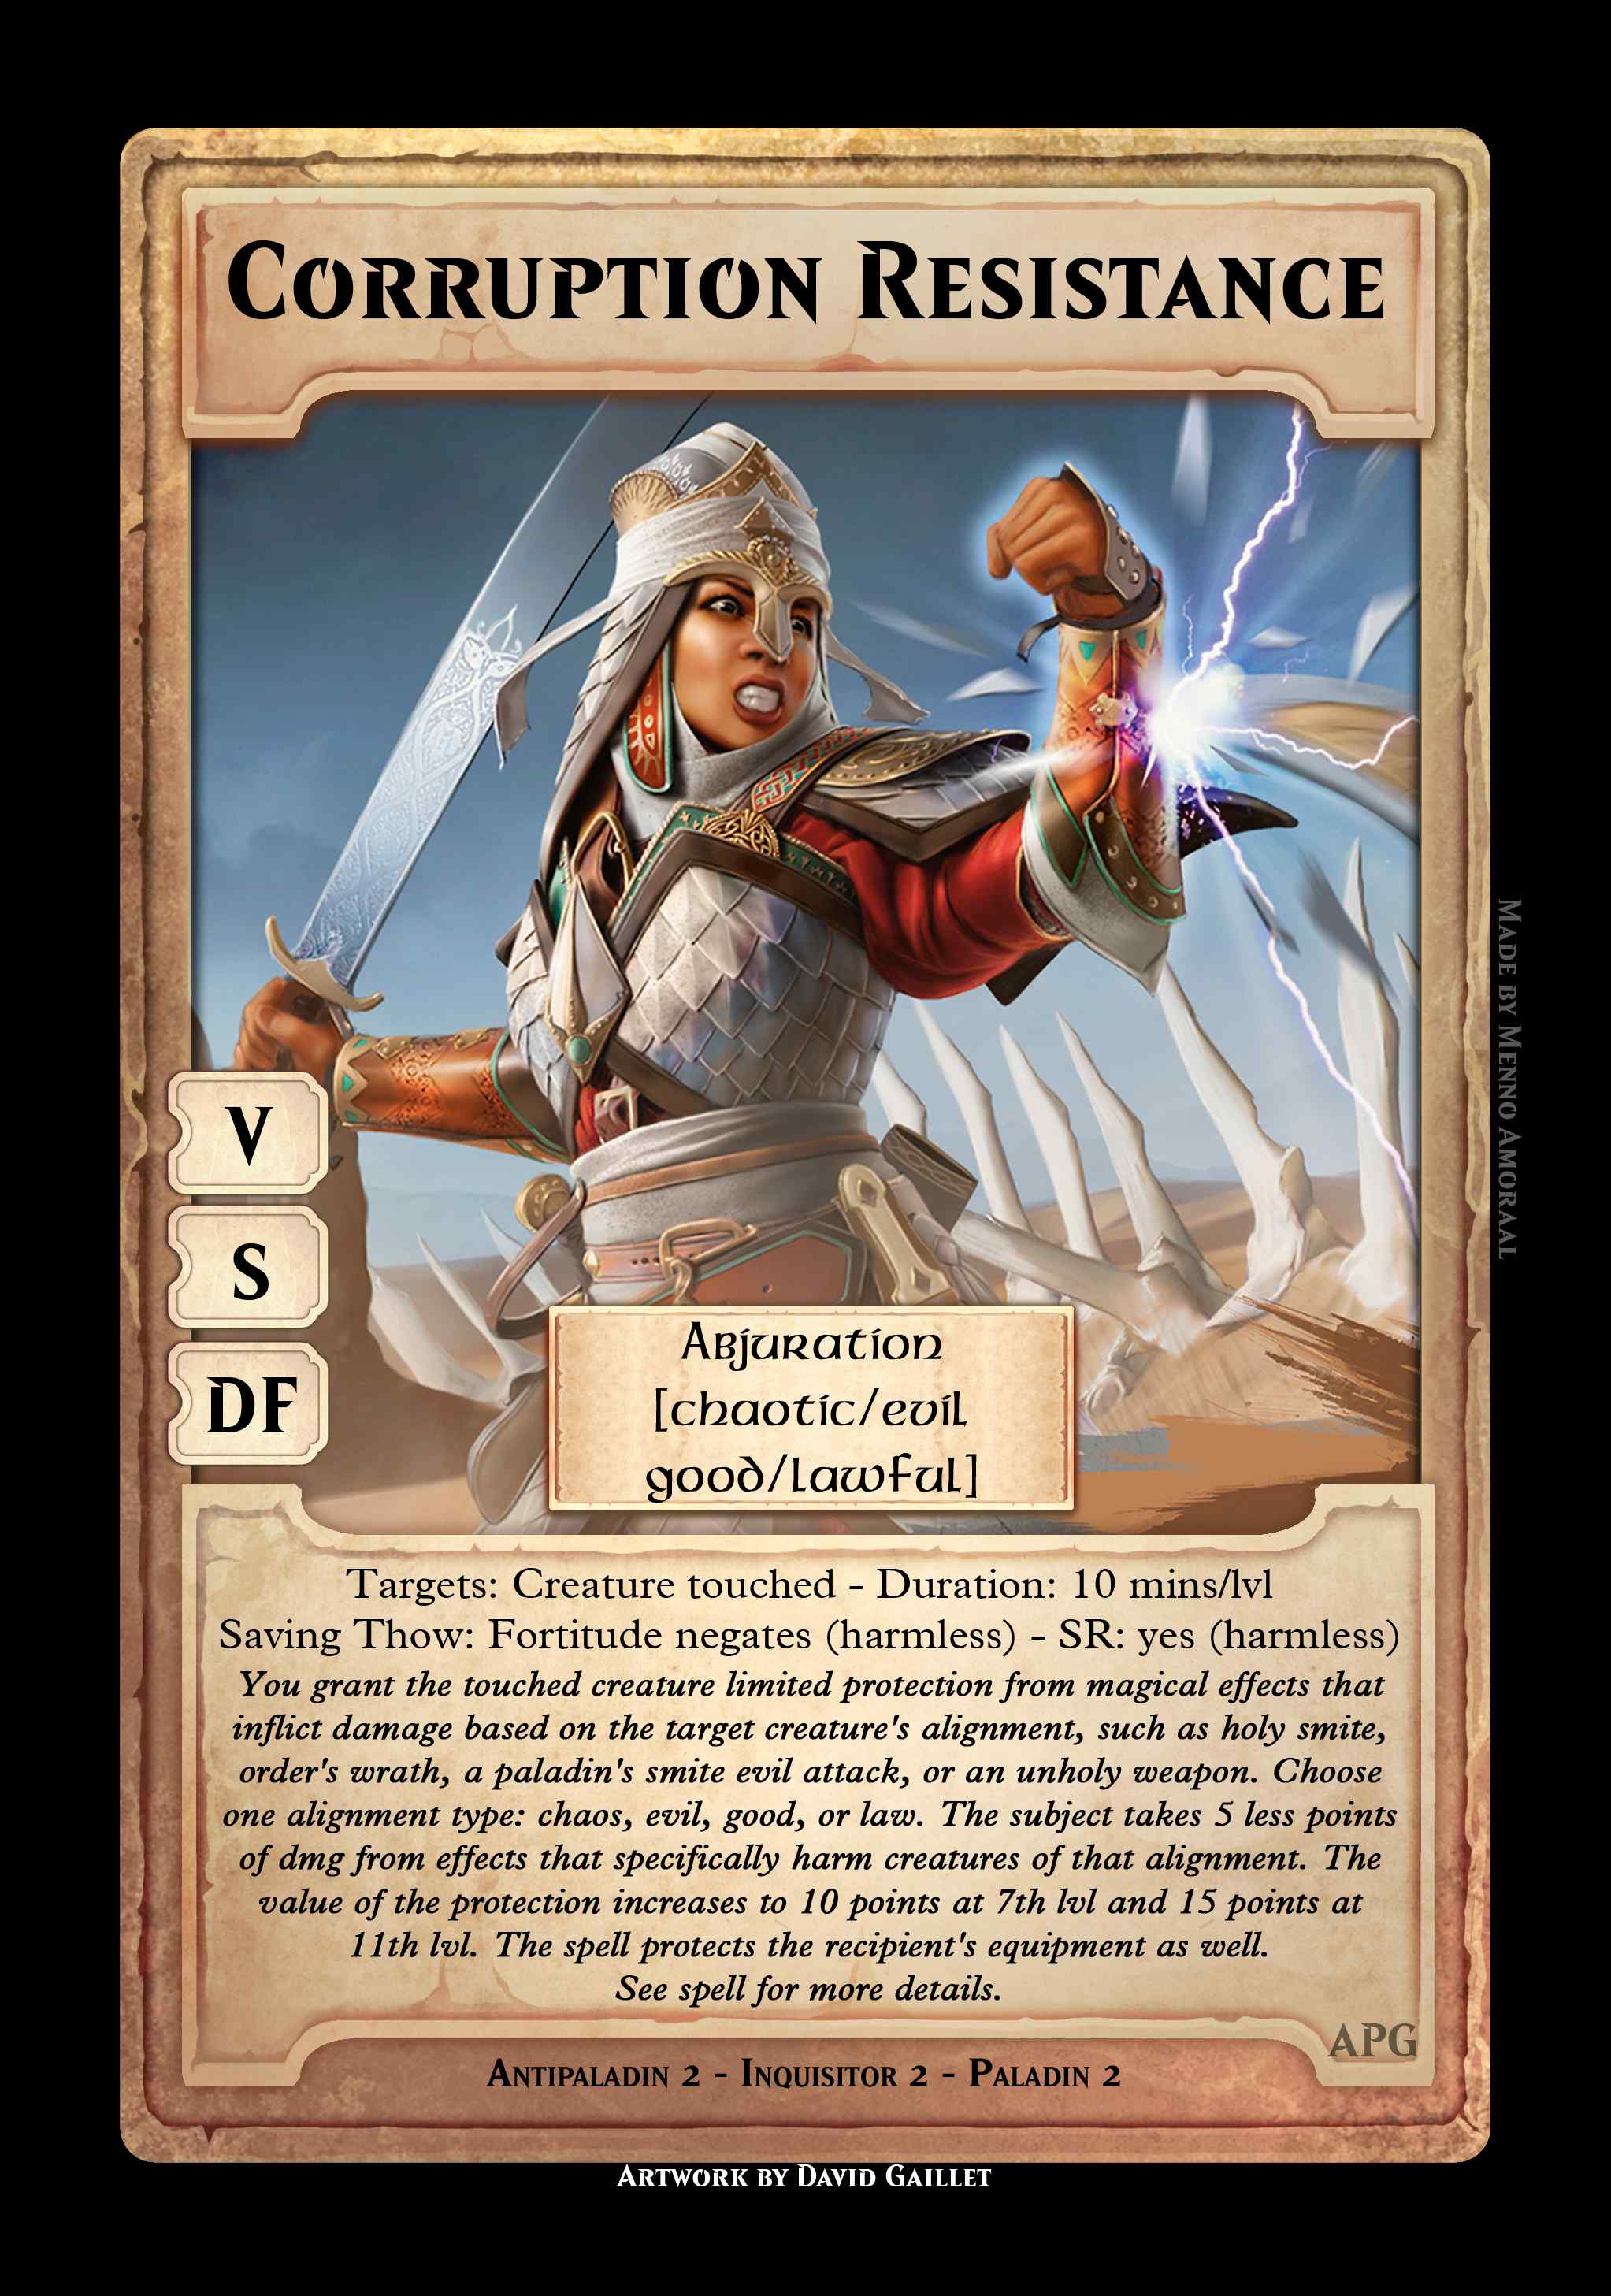 Corruption Resistance
V
S
DF
Abjuration
[chaotic/evil
good/lawful]
Targets: Creature touched - Duration: 10 mins/lvl
Saving Thow: Fortitude negates (harmless) - SR: yes (harmless)
You grant the touched creature limited protection from magical effects that
inflict damage based on the target creature's alignment, such as holy smite,
order's wrath, a paladin's smite evil attack, or an unholy weapon. Choose
one alignment type: chaos, evil, good, or law. The subject takes 5 less points
of dmg from effects that specifically harm creatures of that alignment. The
value of the protection increases to 10 points at 7th lvl and 15 points at
11th lvl. The spell protects the recipient's equipment as well.
See spell for more details.
APG
Antipaladin 2 - Inquisitor 2 - Paladin 2
Artwork by David Gaillet
Made by Menno Amoraal